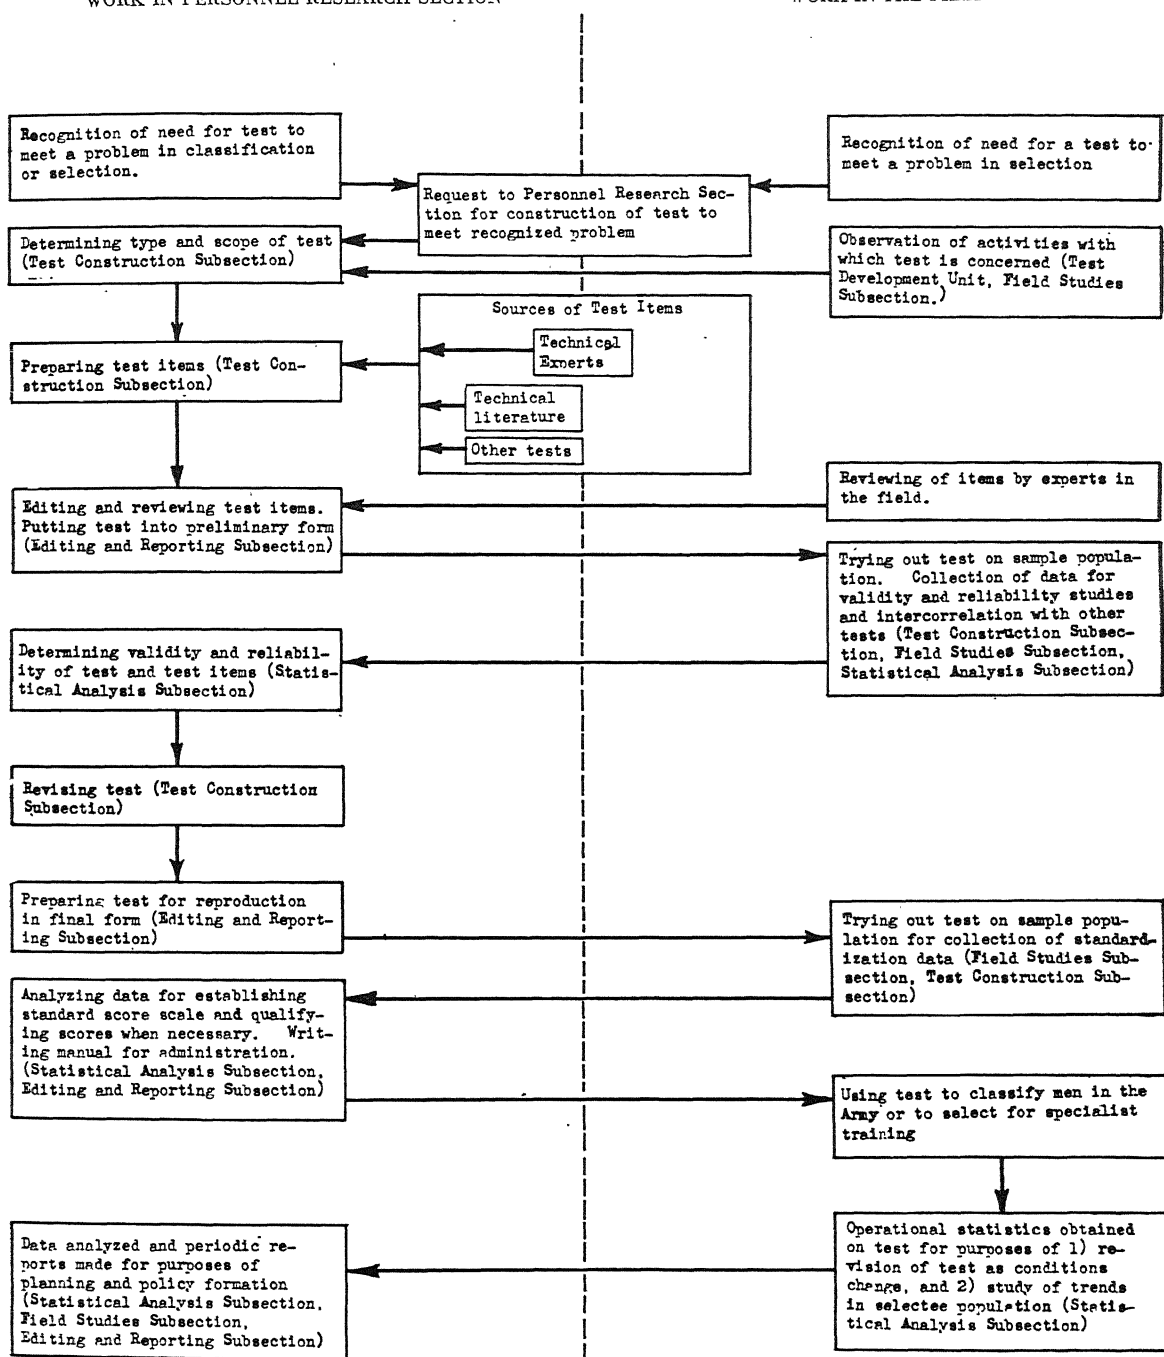 WORK IN PERSONNEL RESEARCH SECTION
Recognition of need for test to
meet a problem in classification
or selection.
Recognition of need for a test to
meet a problem in selection
Request to Personnel Research Sec-
tion for construction of test to
meet recognized problem
Determining type and scope of test
(Test Construction Subsection)
Observation of activities with
which test is concerned (Test
Development Unit, Field Studies
Subsection.)
Sources of Test Items
Technical
Experts
Technical
literature
Other tests
Preparing test items (Test Con-
struction Subsection)
Reviewing of items by experts in
the field.
Editing and reviewing test items.
Putting test into preliminary form
(Editing and Reporting Subsection)
Trying out test on sample popula-
tion. Collection of data for
validity and reliability studies
and intercorrelation with other
tests (Test Construction Subsec-
tion, Field Studies Subsection,
Statistical Analysis Subsection)
Determining validity and reliabil-
ity of test and test items (Statis-
tical Analysis Subsection)
Revising test (Test Construction
Subsection)
Preparing test for reproduction
in final form (Editing and Report-
ing Subsection)
Trying out test on sample popu-
lation for collection of standard-
ization data (Field Studies Sub-
section, Test Construction Sub-
section)
Analyzing data for establishing
standard score scale and qualify-
ing scores when necessary. Writ-
ing manual for administration.
(Statistical Analysis Subsection,
Editing and Reporting Subsection)
Using test to classify men in the
Army or to select for specialist
training
Operational statistics obtained
on test for purposes of 1) re-
vision of test as conditions
change, and 2) study of trends
in selectee population (Statis-
tical Analysis Subsection)
Data analyzed and periodic re-
ports made for purposes of
planning and policy formation
(Statistical Analysis Subsection,
Field Studies Subsection,
Editing and Reporting Subsection)